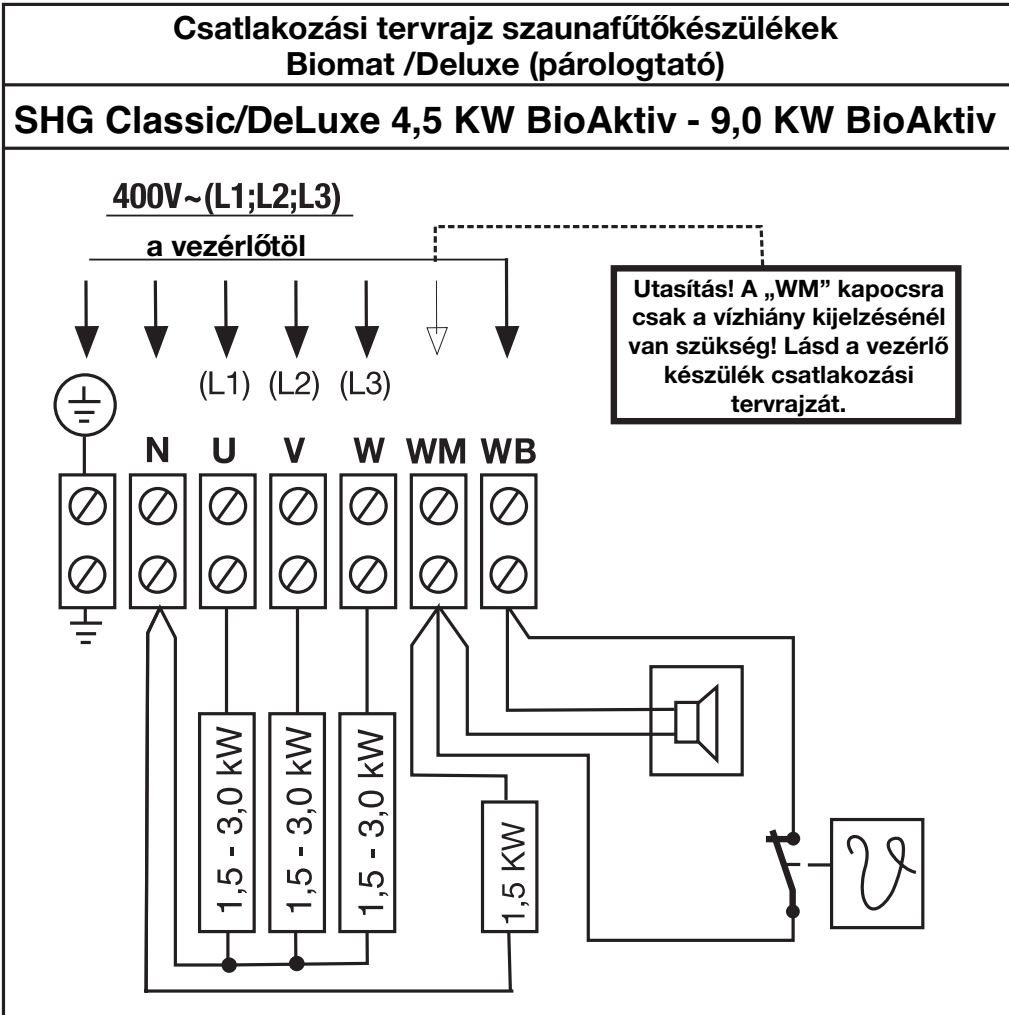 Csatlakozási tervrajz szaunafűtőkészülékek
Biomat /Deluxe (párologtató)
SHG Classic/DeLuxe 4,5 KW BioAktiv - 9,0 KW BioAktiv
400V~(L1;L2;L3)
a vezérlőtöl
Utasítás! A „WM” kapocsra
csak a vízhiány kijelzésénél
van szükség! Lásd a vezérlő
készülék csatlakozási
tervrajzát.
(L1) (L2) (L3)
N U V W WM WB
1,5 - 3,0 kW
1,5 - 3,0 kW
1,5 - 3,0 kW
1,5 KW